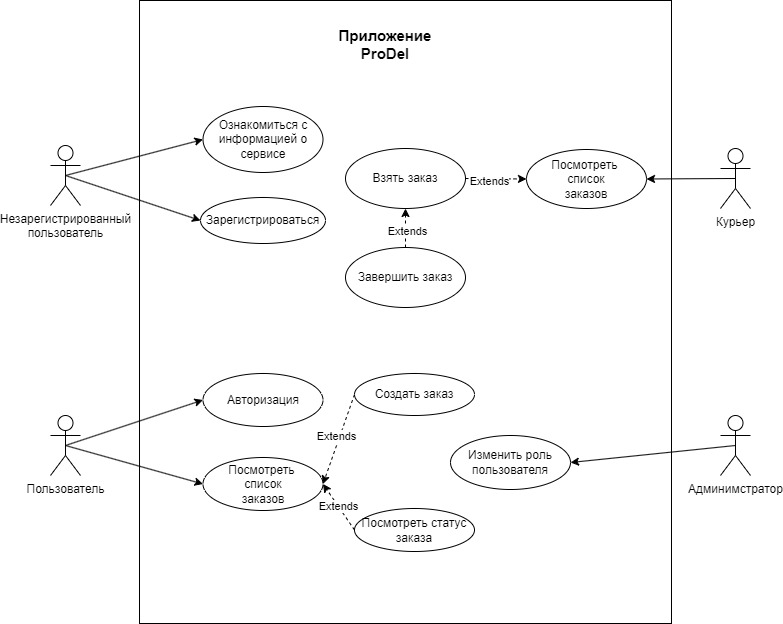 Приложение
ProDel
Ознакомиться с
информацией о
сервисе
Зарегистрироваться
Незарегистрированный
пользователь
Взять заказ
Extends
Посмотреть
список
заказов
Курьер
Extends
Завершить заказ
Авторизация
Создать заказ
Extends
Посмотреть
список
заказов
Пользователь
Extends
Посмотреть статус
заказа
Изменить роль
пользователя
Админимстратор